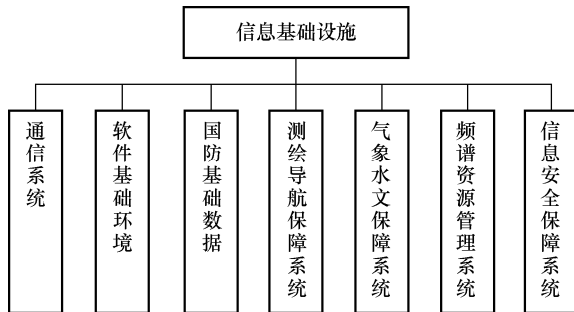 信息基础设施
通信系统
软件基础环境
国防基础数据
测绘导航保障系统
气象水文保障系统
频谱资源管理系统
信息安全保障系统